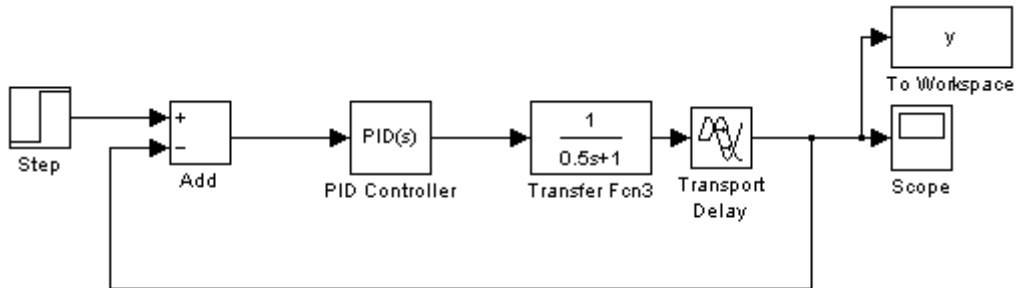 y
To Workspace
Step
+
−
Add
PID(s)
PID Controller
1
0.5s+1
Transfer Fcn3
Transport
Delay
Scope